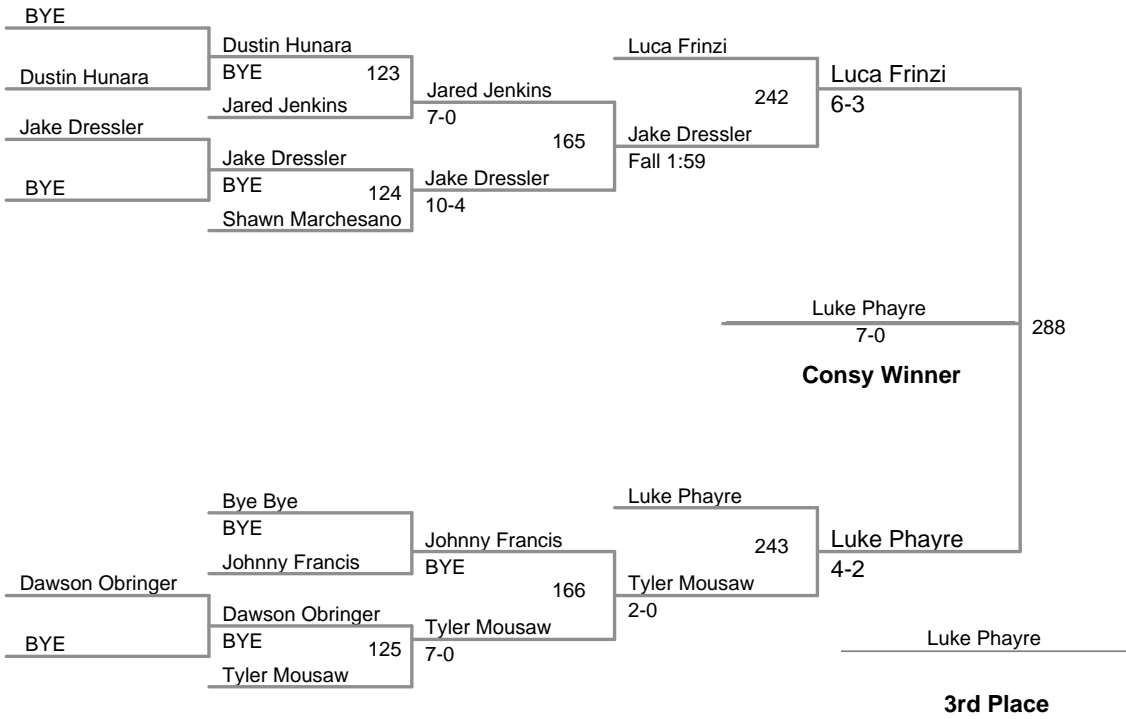 BYE
Dustin Hunara
Luca Frinzi
Dustin Hunara
BYE
123
Luca Frinzi
Jared Jenkins
Jared Jenkins
242
6-3
7-0
Jake Dressler
165
Jake Dressler
Jake Dressler
Fall 1:59
BYE
BYE
124
Jake Dressler
10-4
Shawn Marchesano
Luke Phayre
7-0
288
Consy Winner
Bye Bye
Luke Phayre
BYE
Johnny Francis
243
Luke Phayre
Johnny Francis
BYE
4-2
Dawson Obringer
166
Tyler Mousaw
Dawson Obringer
2-0
BYE
BYE
125
Tyler Mousaw
7-0
Luke Phayre
Tyler Mousaw
3rd Place